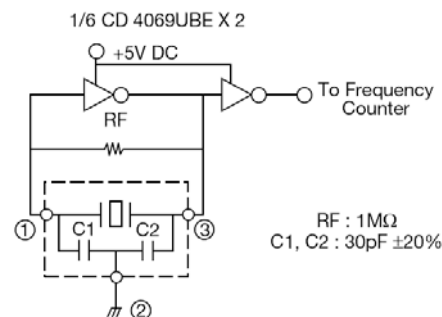 1/6 CD 4069UBE X 2
+5V DC
To Frequency
Counter
RF
① C1 C2 ③
RF : 1MΩ
C1, C2 : 30pF ±20%
②